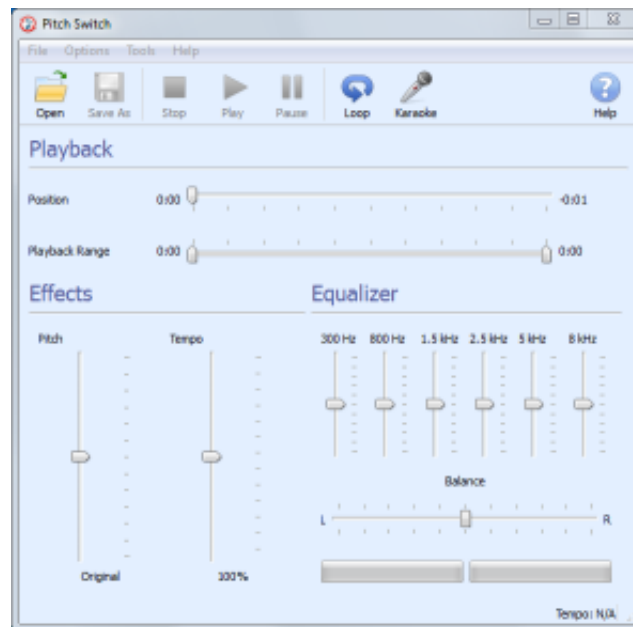 Pitch Switch
File Options Tools Help
Open Save As Stop Play Pause Loop Karaoke Help
Playback
Position 0:00 -0:01
Playback Range 0:00 0:00
Effects Equalizer
Pitch Tempo 300 Hz 800 Hz 1.5 kHz 2.5 kHz 5 kHz 8 kHz
Balance
L R
Original 100%
Tempo: N/A